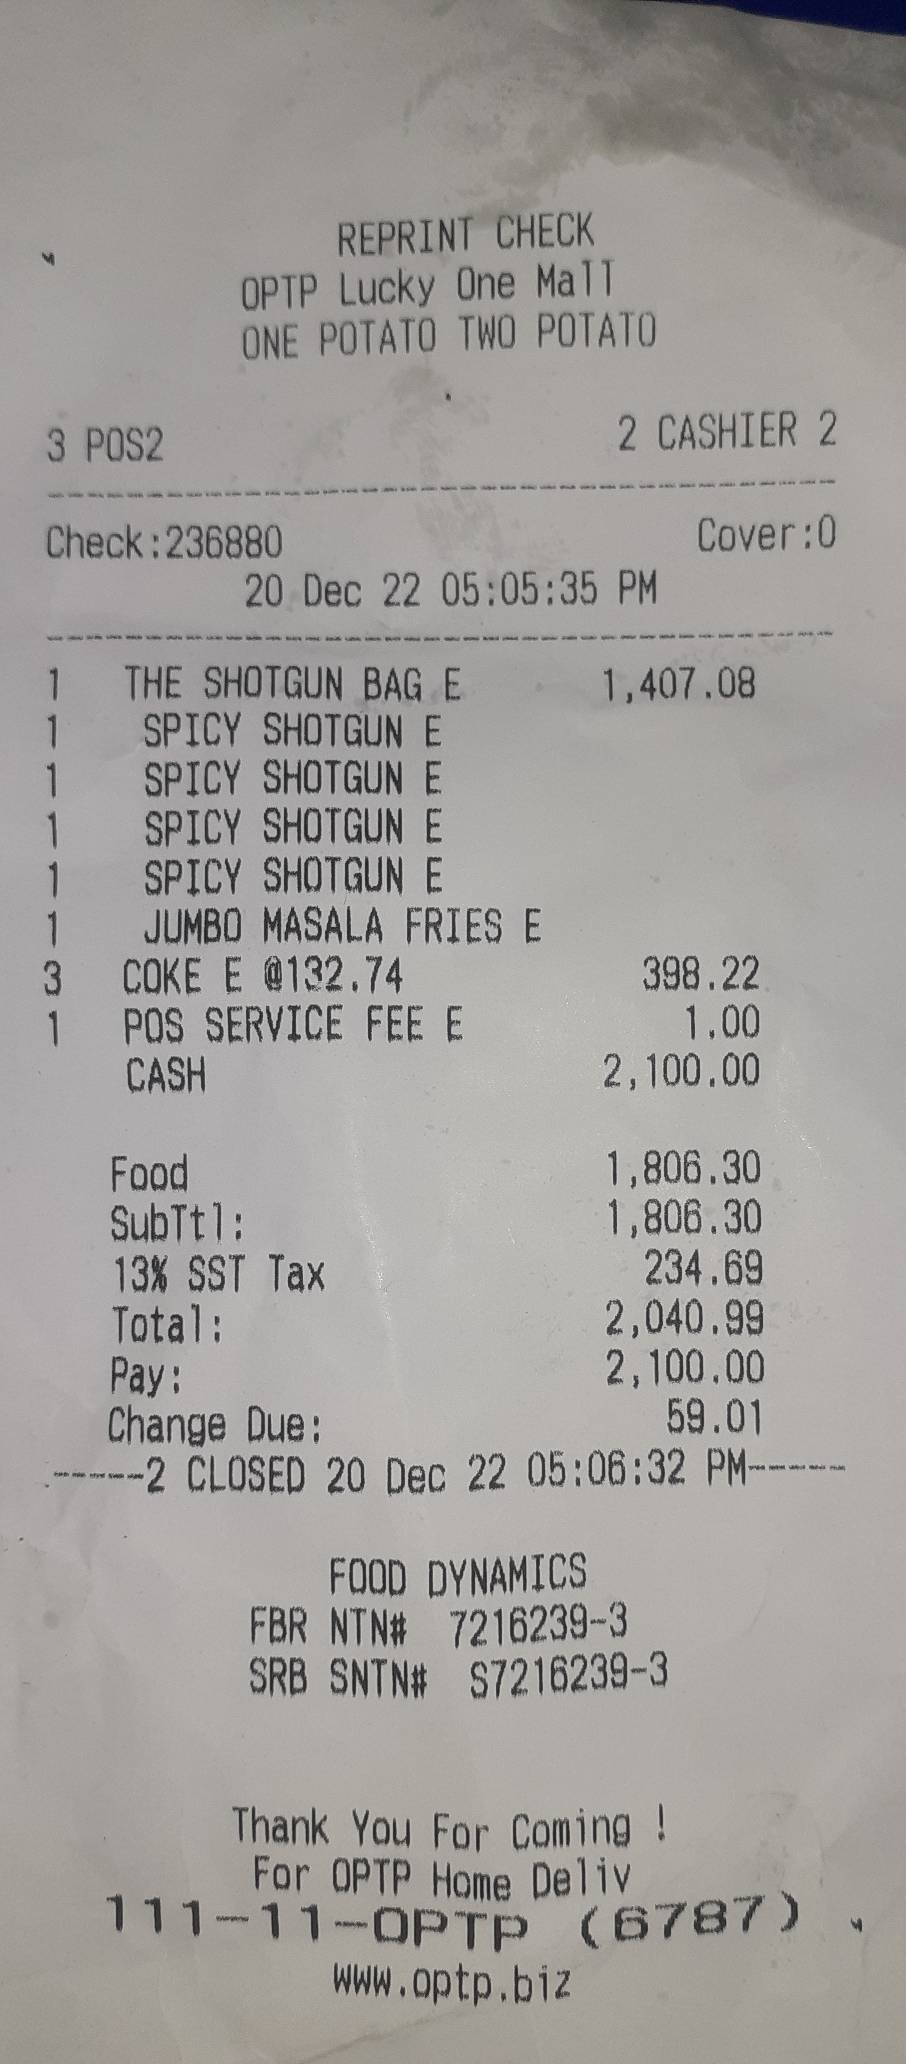 REPRINT CHECK
OPTP Lucky One Mall
ONE POTATO TWO POTATO
3 POS2 2 CASHIER 2
Check:236880 Cover:0
20 Dec 22 05:05:35 PM
1 THE SHOTGUN BAG E 1,407.08
1 SPICY SHOTGUN E
1 SPICY SHOTGUN E
1 SPICY SHOTGUN E
1 SPICY SHOTGUN E
1 JUMBO MASALA FRIES E
3 COKE E @132.74 398.22
1 POS SERVICE FEE E 1.00
CASH 2,100.00
Food 1,806.30
SubTtl: 1,806.30
13% SST Tax 234.69
Total: 2,040.99
Pay: 2,100.00
Change Due: 59.01
-----2 CLOSED 20 Dec 22 05:06:32 PM-----
FOOD DYNAMICS
FBR NTN# 7216239-3
SRB SNTN# S7216239-3
Thank You For Coming !
For OPTP Home Deliv
111-11-OPTP (6787)
www.optp.biz